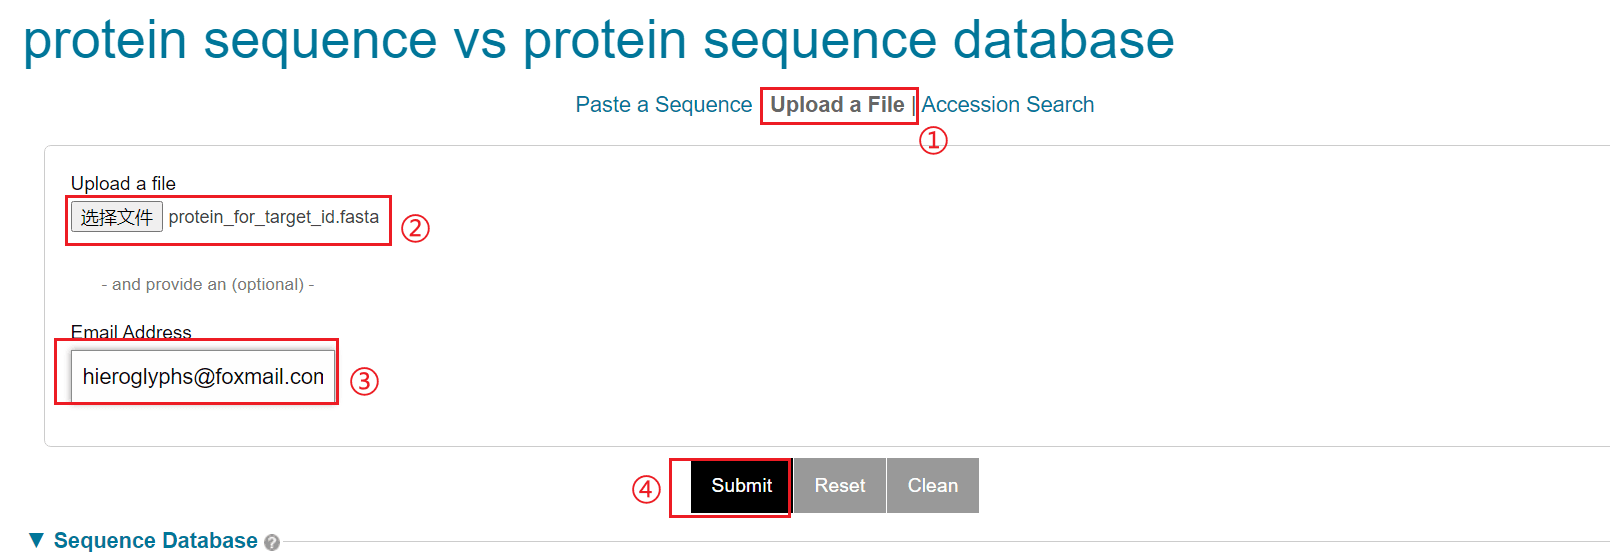 protein sequence vs protein sequence database
Paste a Sequence Upload a File | Accession Search
①
Upload a file
选择文件 protein_for_target_id.fasta ②
- and provide an (optional) -
Email Address
hieroglyphs@foxmail.con ③
④ Submit Reset Clean
▼ Sequence Database ?